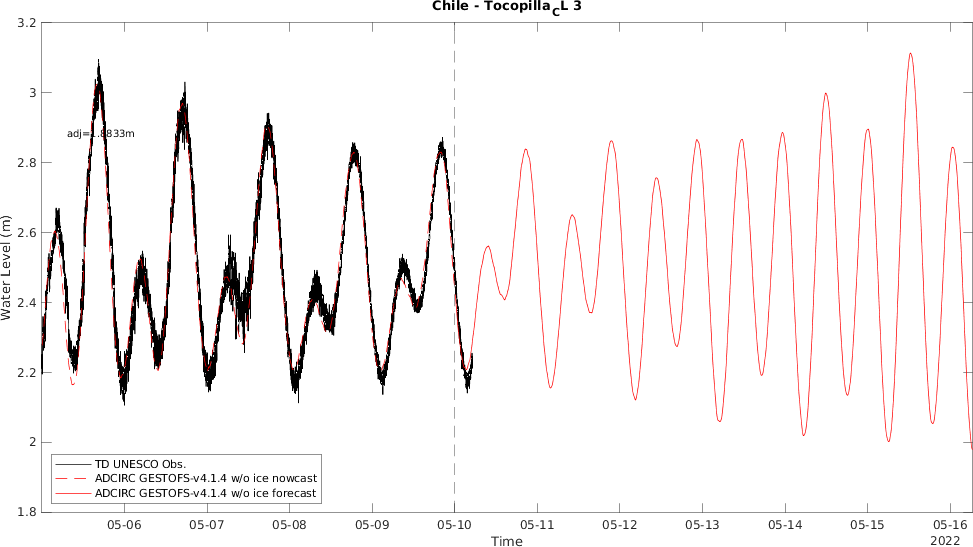 Chile - Tocopilla_CL 3
3.2
3
2.8
2.6
2.4
2.2
2
1.8
Water Level (m)
adj=1.8833m
TD UNESCO Obs.
ADCIRC GESTOFS-v4.1.4 w/o ice nowcast
ADCIRC GESTOFS-v4.1.4 w/o ice forecast
05-06 05-07 05-08 05-09 05-10 05-11 05-12 05-13 05-14 05-15 05-16
Time
2022